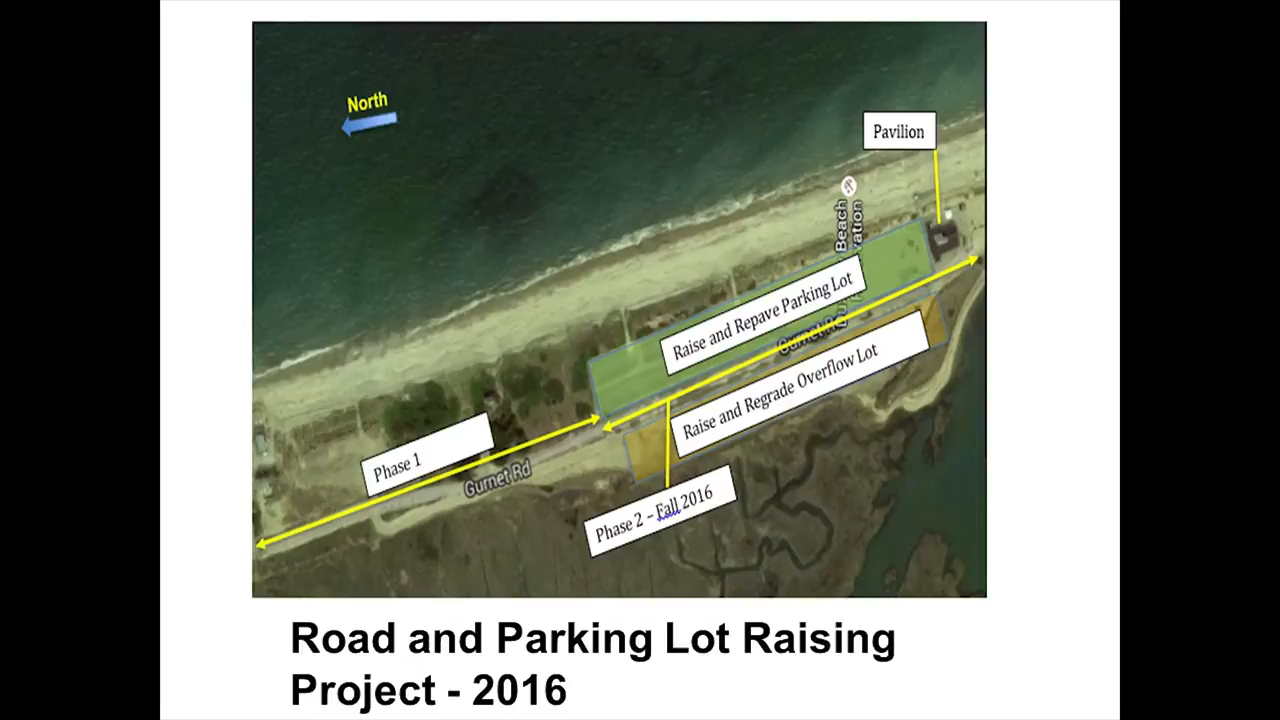 North
Pavilion
Beach
Raise and Repave Parking Lot
Raise and Regrade Overflow Lot
Phase 1
Gurnet Rd
Phase 2 – Fall 2016
Road and Parking Lot Raising
Project - 2016